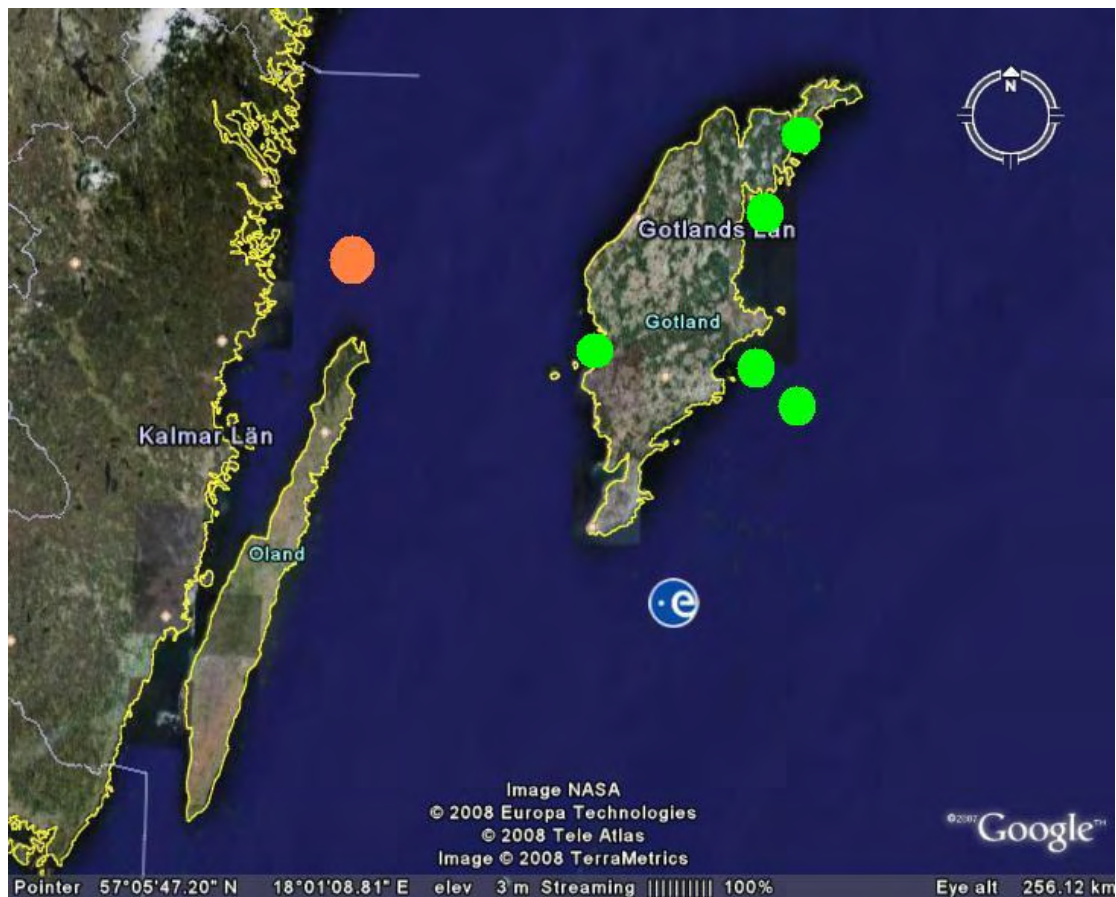 N
Gotlands Län
Gotland
Kalmar Län
Oland
e
Image NASA
© 2008 Europa Technologies
© 2008 Tele Atlas
Image © 2008 TerraMetrics
©2007 Google™
Pointer 57°05'47.20" N 18°01'08.81" E elev 3 m Streaming |||||||||| 100% Eye alt 256.12 km